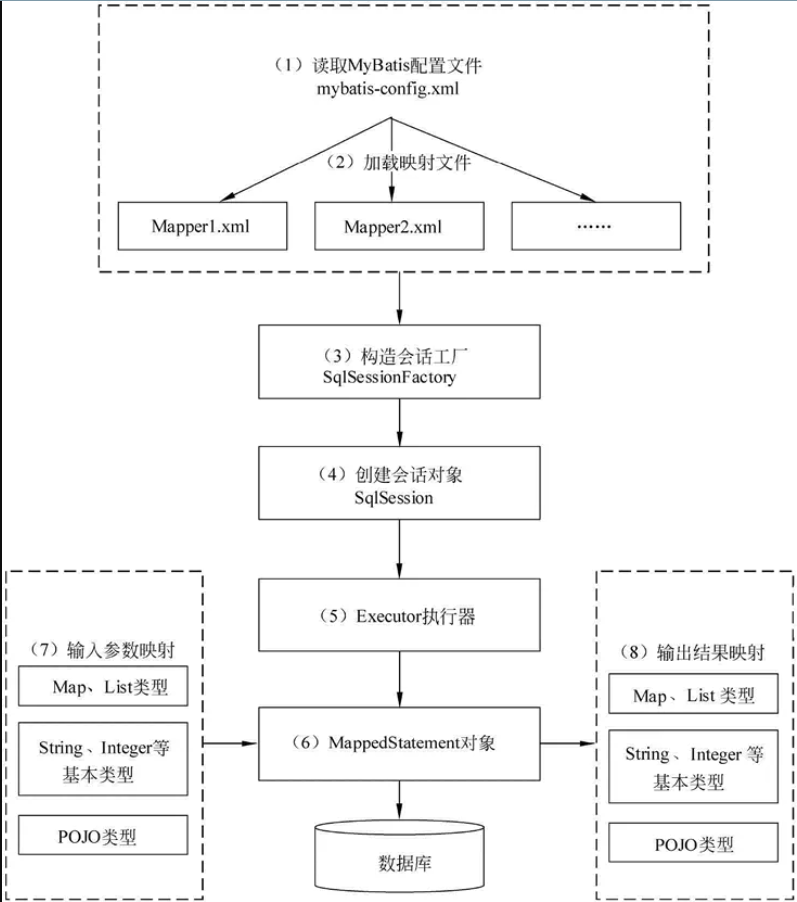 （1）读取MyBatis配置文件
mybatis-config.xml
（2）加载映射文件
Mapper1.xml
Mapper2.xml
……
（3）构造会话工厂
SqlSessionFactory
（4）创建会话对象
SqlSession
（5）Executor执行器
（7）输入参数映射
Map、List类型
String、Integer等
基本类型
POJO类型
（6）MappedStatement对象
（8）输出结果映射
Map、List 类型
String、Integer 等
基本类型
POJO类型
数据库